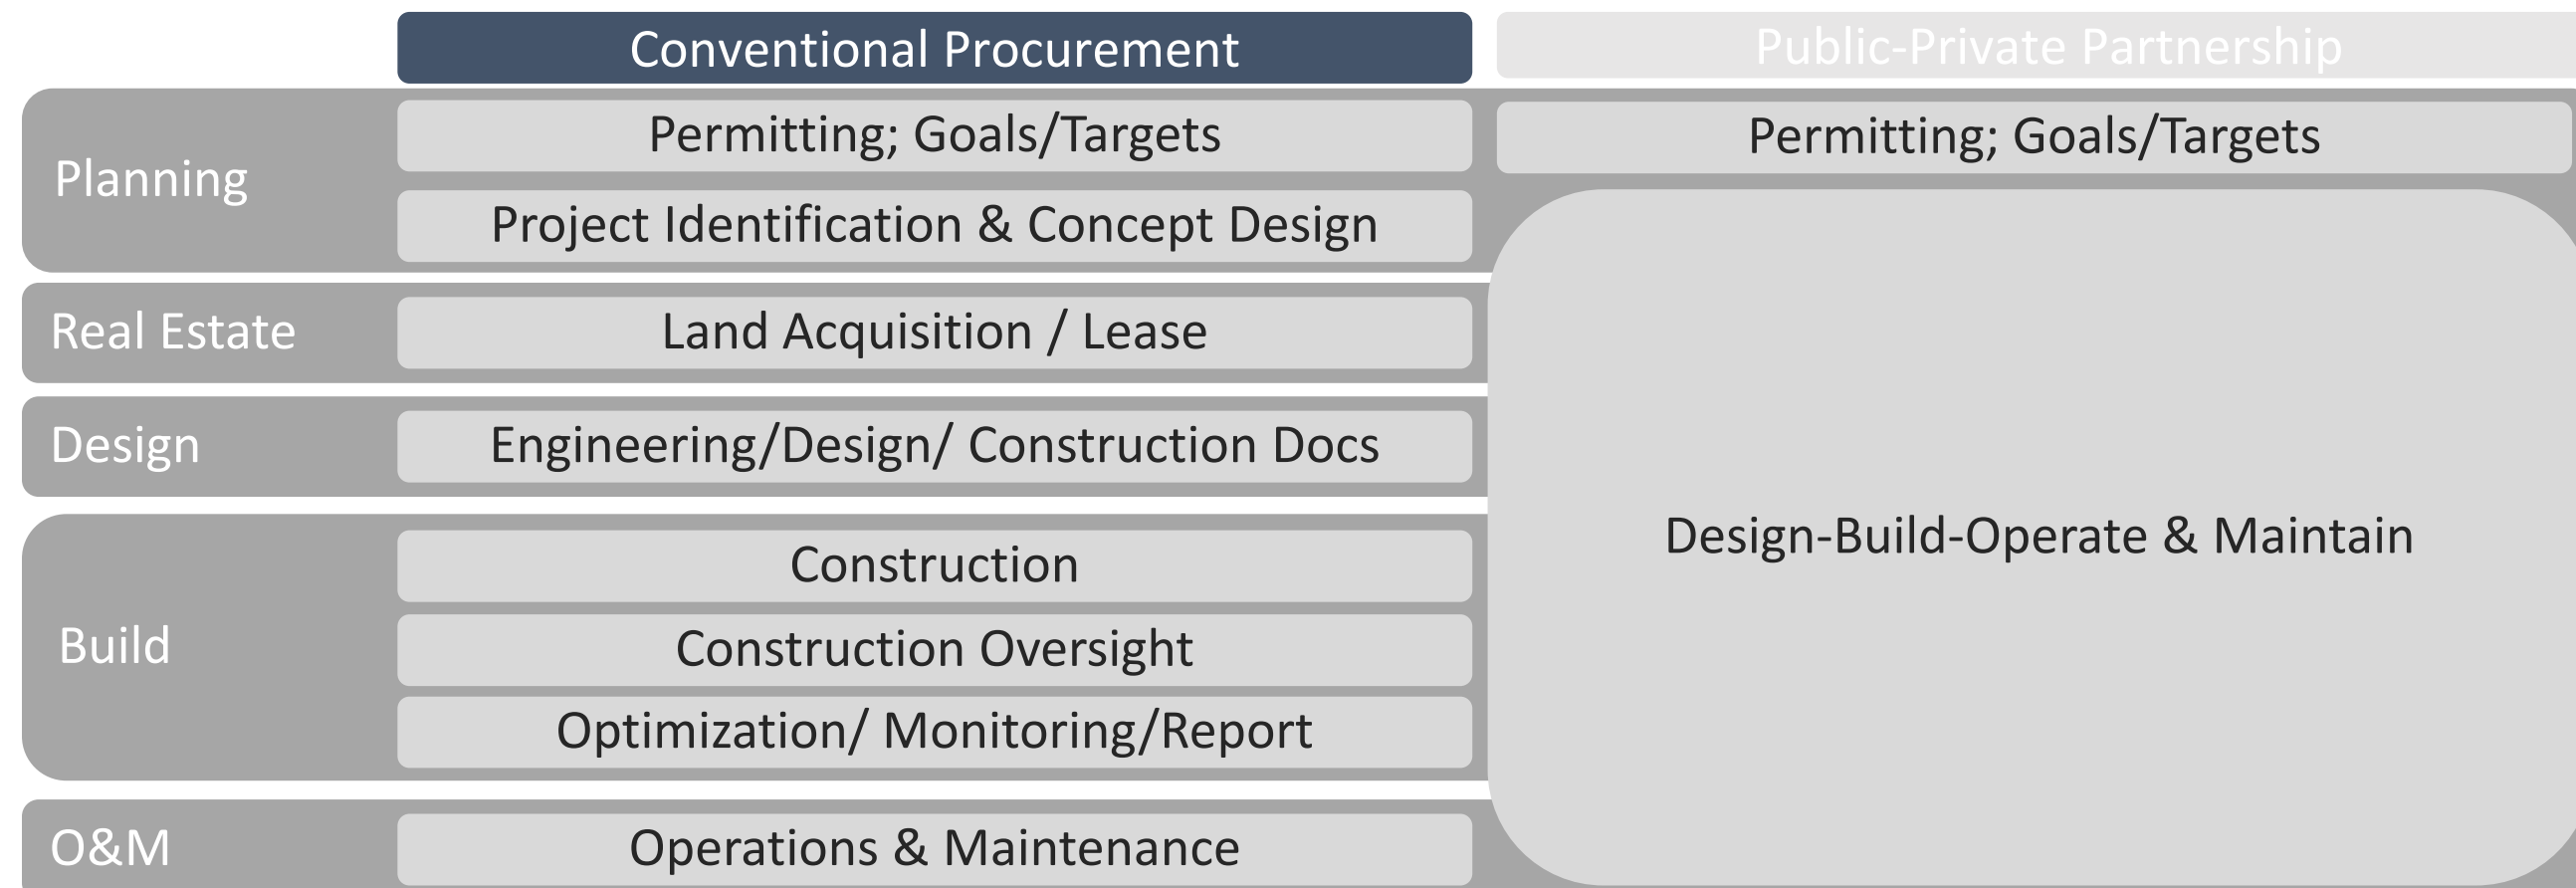 Conventional Procurement
Public-Private Partnership
Planning
Permitting; Goals/Targets
Permitting; Goals/Targets
Project Identification & Concept Design
Real Estate
Land Acquisition / Lease
Design
Engineering/Design/ Construction Docs
Design-Build-Operate & Maintain
Build
Construction
Construction Oversight
Optimization/ Monitoring/Report
O&M
Operations & Maintenance